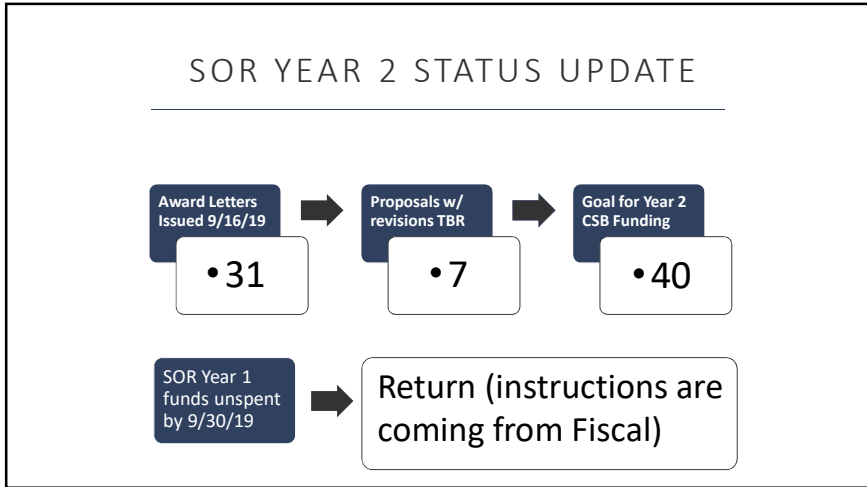 SOR YEAR 2 STATUS UPDATE
Award Letters
Issued 9/16/19
• 31
Proposals w/
revisions TBR
• 7
Goal for Year 2
CSB Funding
• 40
SOR Year 1
funds unspent
by 9/30/19
Return (instructions are
coming from Fiscal)